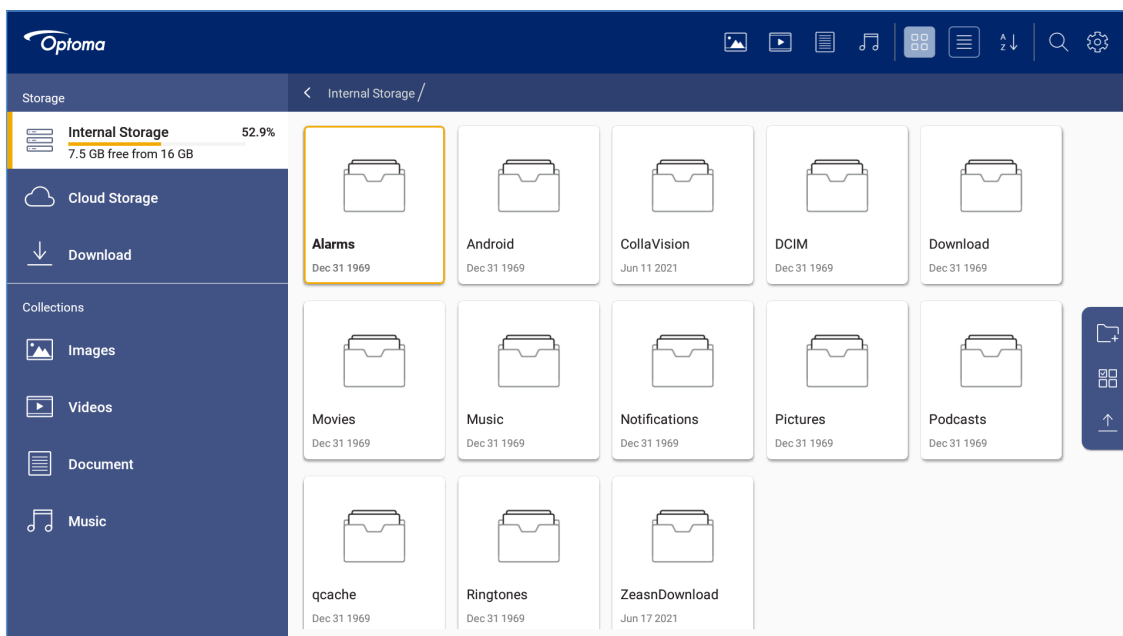 Optoma
A
Z
Storage
Internal Storage /
Internal Storage 52.9%
7.5 GB free from 16 GB
Cloud Storage
Download
Collections
Images
Videos
Document
Music
Alarms
Dec 31 1969
Android
Dec 31 1969
CollaVision
Jun 11 2021
DCIM
Dec 31 1969
Download
Dec 31 1969
Movies
Dec 31 1969
Music
Dec 31 1969
Notifications
Dec 31 1969
Pictures
Dec 31 1969
Podcasts
Dec 31 1969
qcache
Dec 31 1969
Ringtones
Dec 31 1969
ZeasnDownload
Jun 17 2021